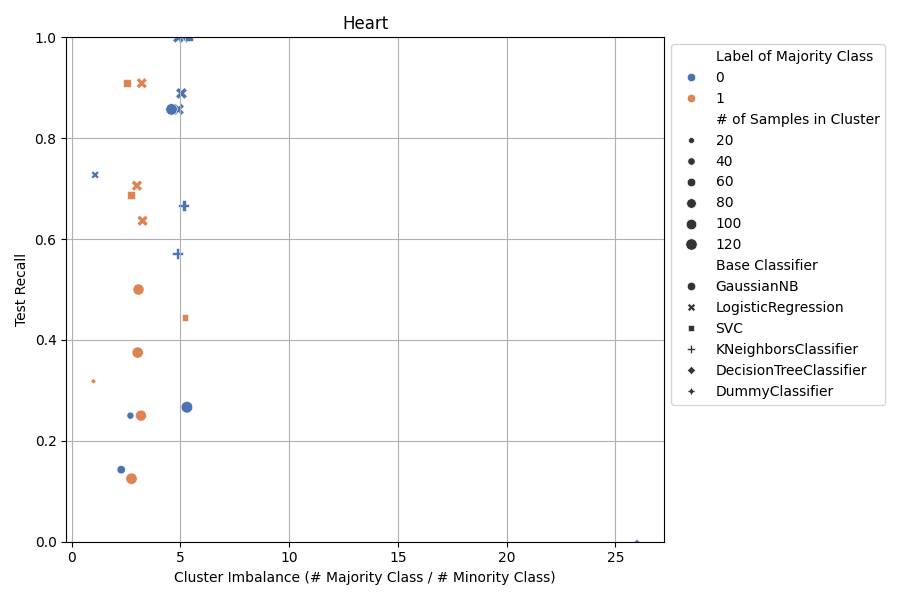 Heart
1.0
0.8
0.6
0.4
0.2
0.0
Test Recall
0
5
10
15
20
25
Cluster Imbalance (# Majority Class / # Minority Class)
Label of Majority Class
0
1
# of Samples in Cluster
20
40
60
80
100
120
Base Classifier
GaussianNB
LogisticRegression
SVC
KNeighborsClassifier
DecisionTreeClassifier
DummyClassifier